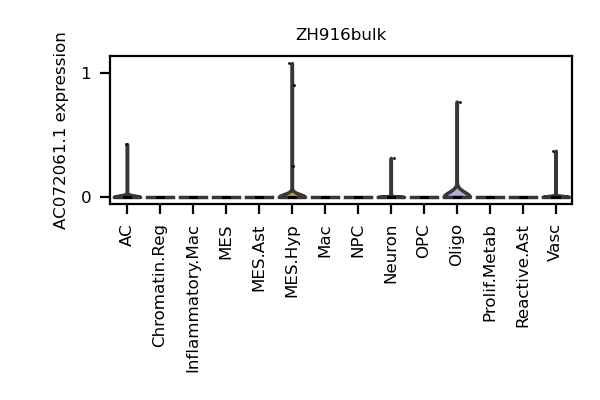 ZH916bulk
AC072061.1 expression
1
0
AC
Chromatin.Reg
Inflammatory.Mac
MES
MES.Ast
MES.Hyp
Mac
NPC
Neuron
OPC
Oligo
Prolif.Metab
Reactive.Ast
Vasc